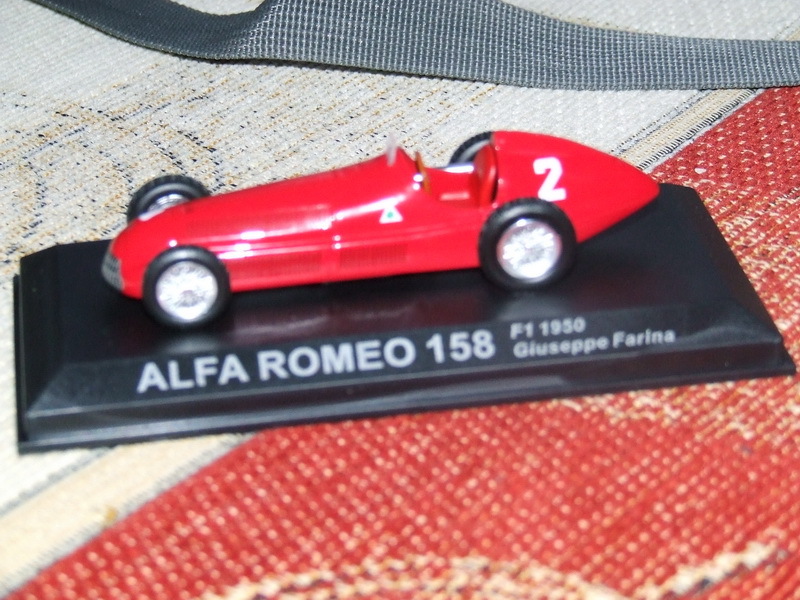 2
ALFA ROMEO 158
F1 1950
Giuseppe Farina